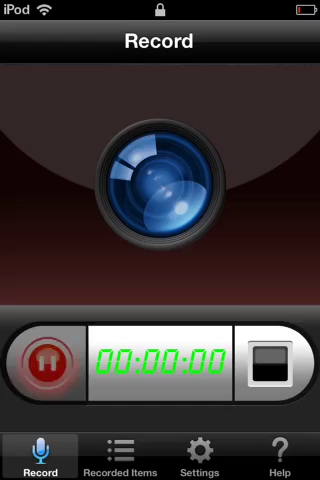 iPod
Record
00:00:00
Record
Recorded Items
Settings
Help